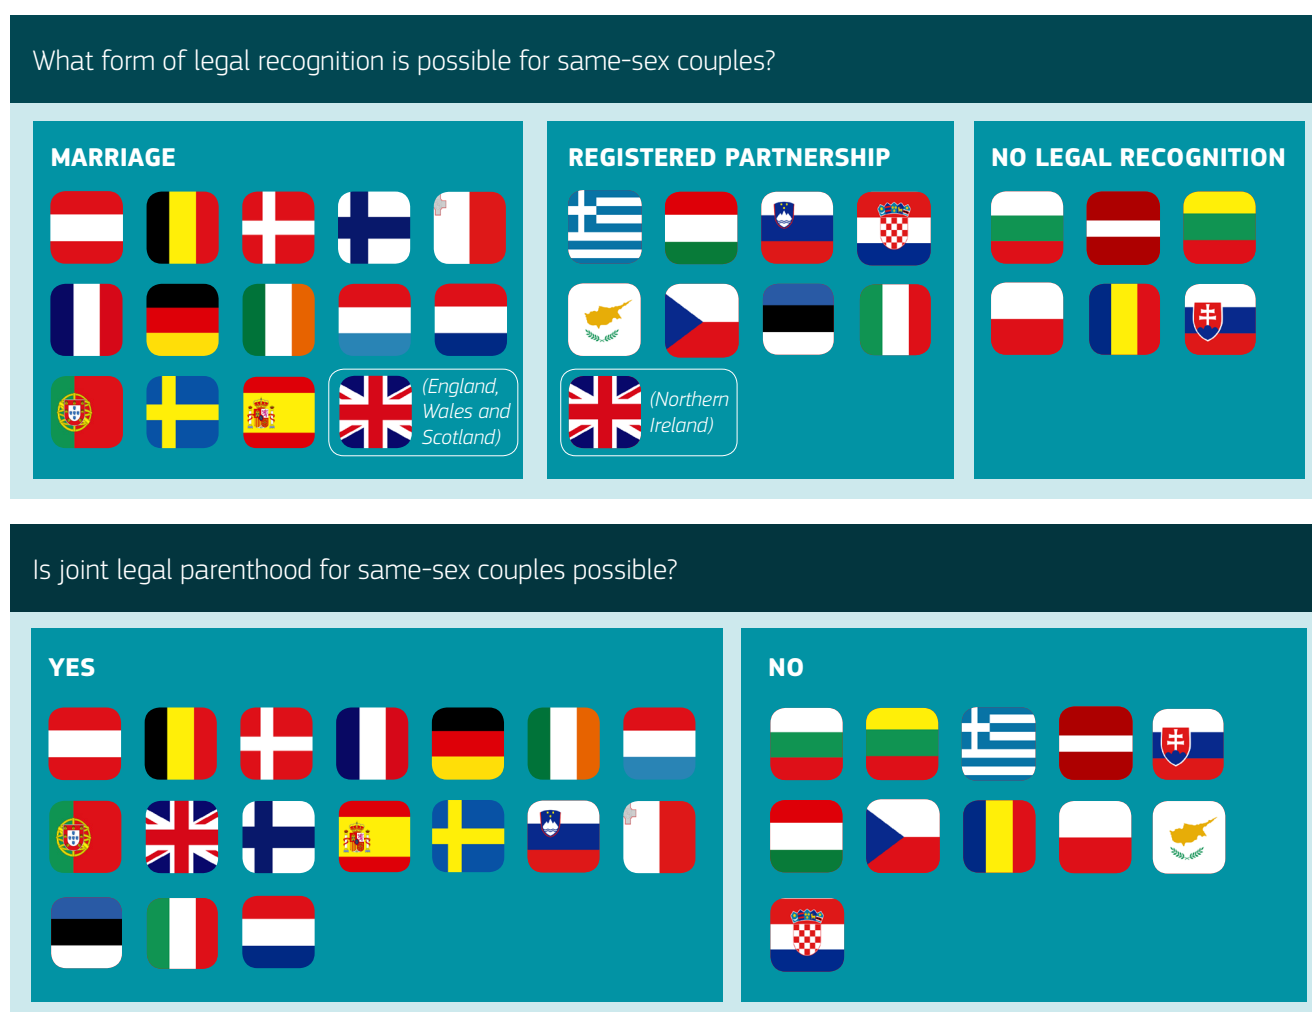 What form of legal recognition is possible for same-sex couples?
MARRIAGE
(England,
Wales and
Scotland)
REGISTERED PARTNERSHIP
(Northern
Ireland)
NO LEGAL RECOGNITION
Is joint legal parenthood for same-sex couples possible?
YES
NO